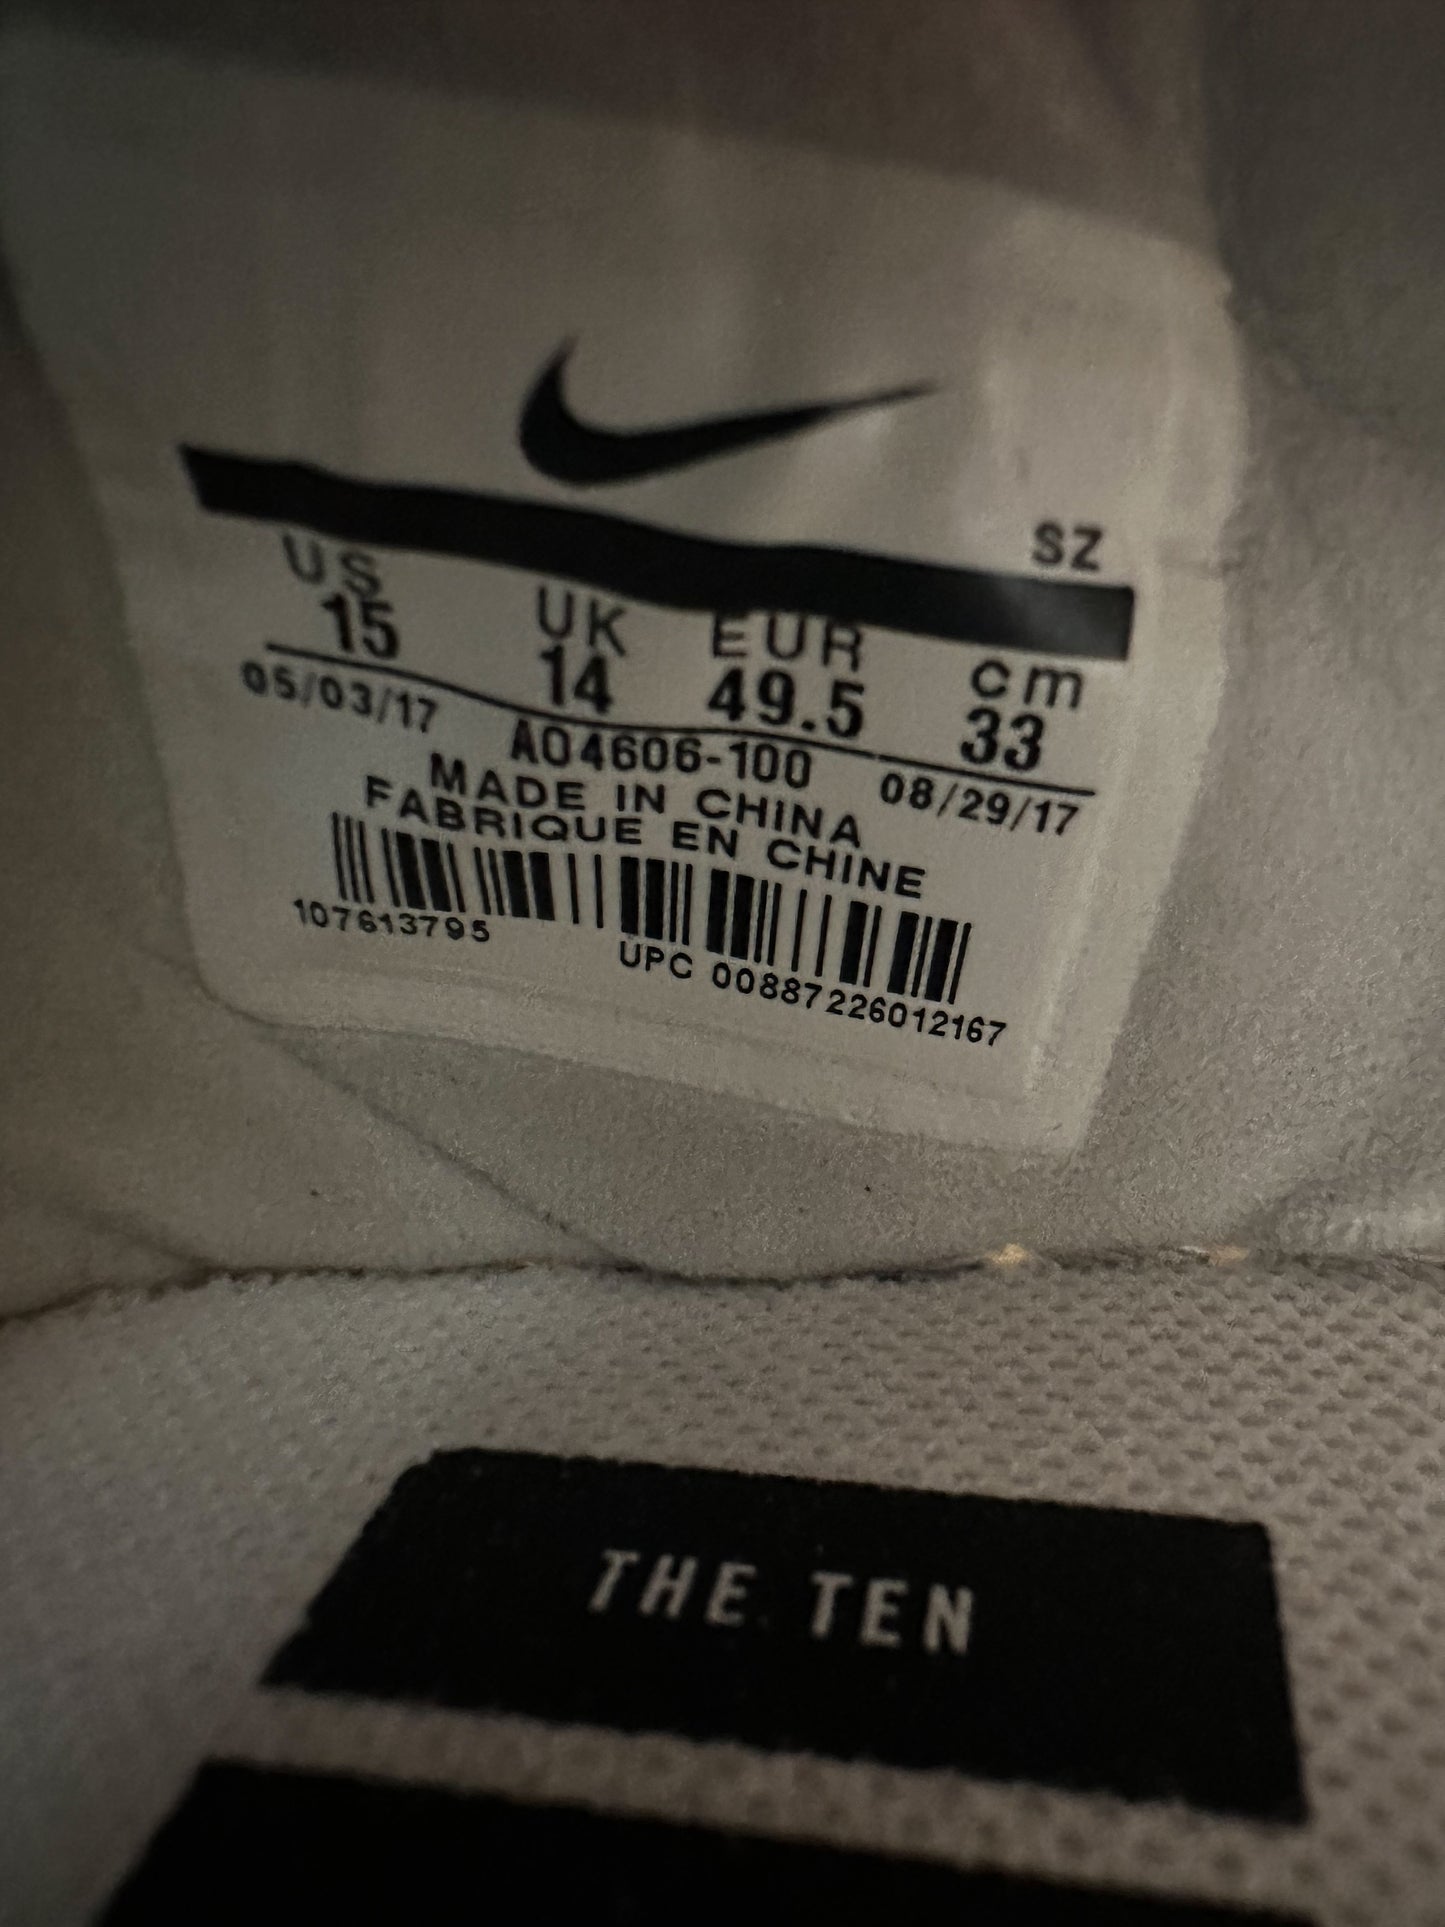 SZ
US UK EUR cm
15 14 49.5 33
05/03/17 AO4606-100 08/29/17
MADE IN CHINA
FABRIQUE EN CHINE
107613795 UPC 00887226012167
THE TEN